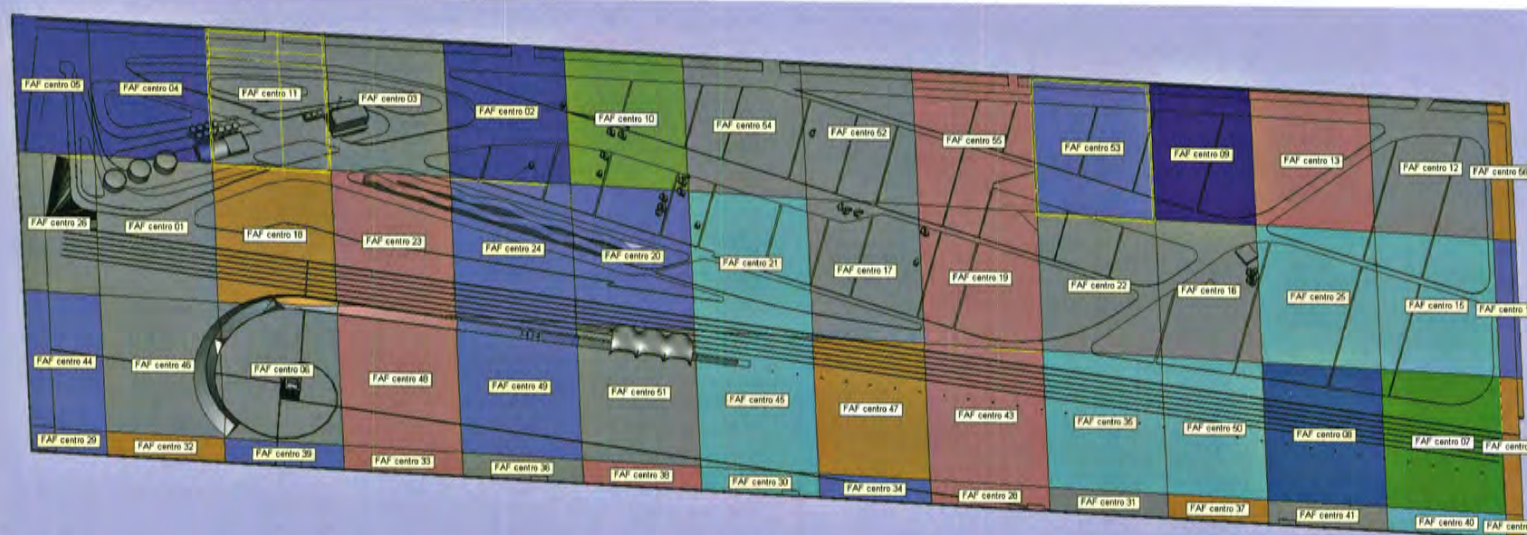 FAF centro 05
FAF centro 04
FAF centro 11
FAF centro 03
FAF centro 02
FAF centro 10
FAF centro 54
FAF centro 52
FAF centro 55
FAF centro 53
FAF centro 09
FAF centro 13
FAF centro 12
FAF centro 26
FAF centro 01
FAF centro 18
FAF centro 23
FAF centro 24
FAF centro 20
FAF centro 21
FAF centro 17
FAF centro 19
FAF centro 22
FAF centro 16
FAF centro 25
FAF centro 15
FAF centro
FAF centro 44
FAF centro 46
FAF centro 06
FAF centro 48
FAF centro 49
FAF centro 51
FAF centro 45
FAF centro 47
FAF centro 43
FAF centro 35
FAF centro 50
FAF centro 08
FAF centro 07
FAF centro
FAF centro 29
FAF centro 32
FAF centro 39
FAF centro 33
FAF centro 36
FAF centro 38
FAF centro 30
FAF centro 34
FAF centro 28
FAF centro 31
FAF centro 37
FAF centro 41
FAF centro 40
FAF centro